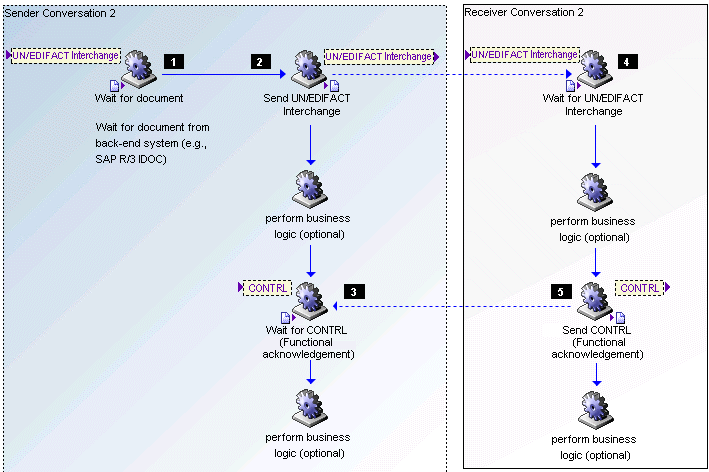 Sender Conversation 2
Receiver Conversation 2
UN/EDIFACT Interchange
1
2
UN/EDIFACT Interchange
UN/EDIFACT Interchange
4
Wait for document
Send UN/EDIFACT
Interchange
Wait for UN/EDIFACT
Interchange
Wait for document from
back-end system (e.g.,
SAP R/3 IDOC)
perform business
logic (optional)
perform business
logic (optional)
CONTRL
3
5
CONTRL
Wait for CONTRL
(Functional
acknowledgement)
Send CONTRL
(Functional
acknowledgement)
perform business
logic (optional)
perform business
logic (optional)